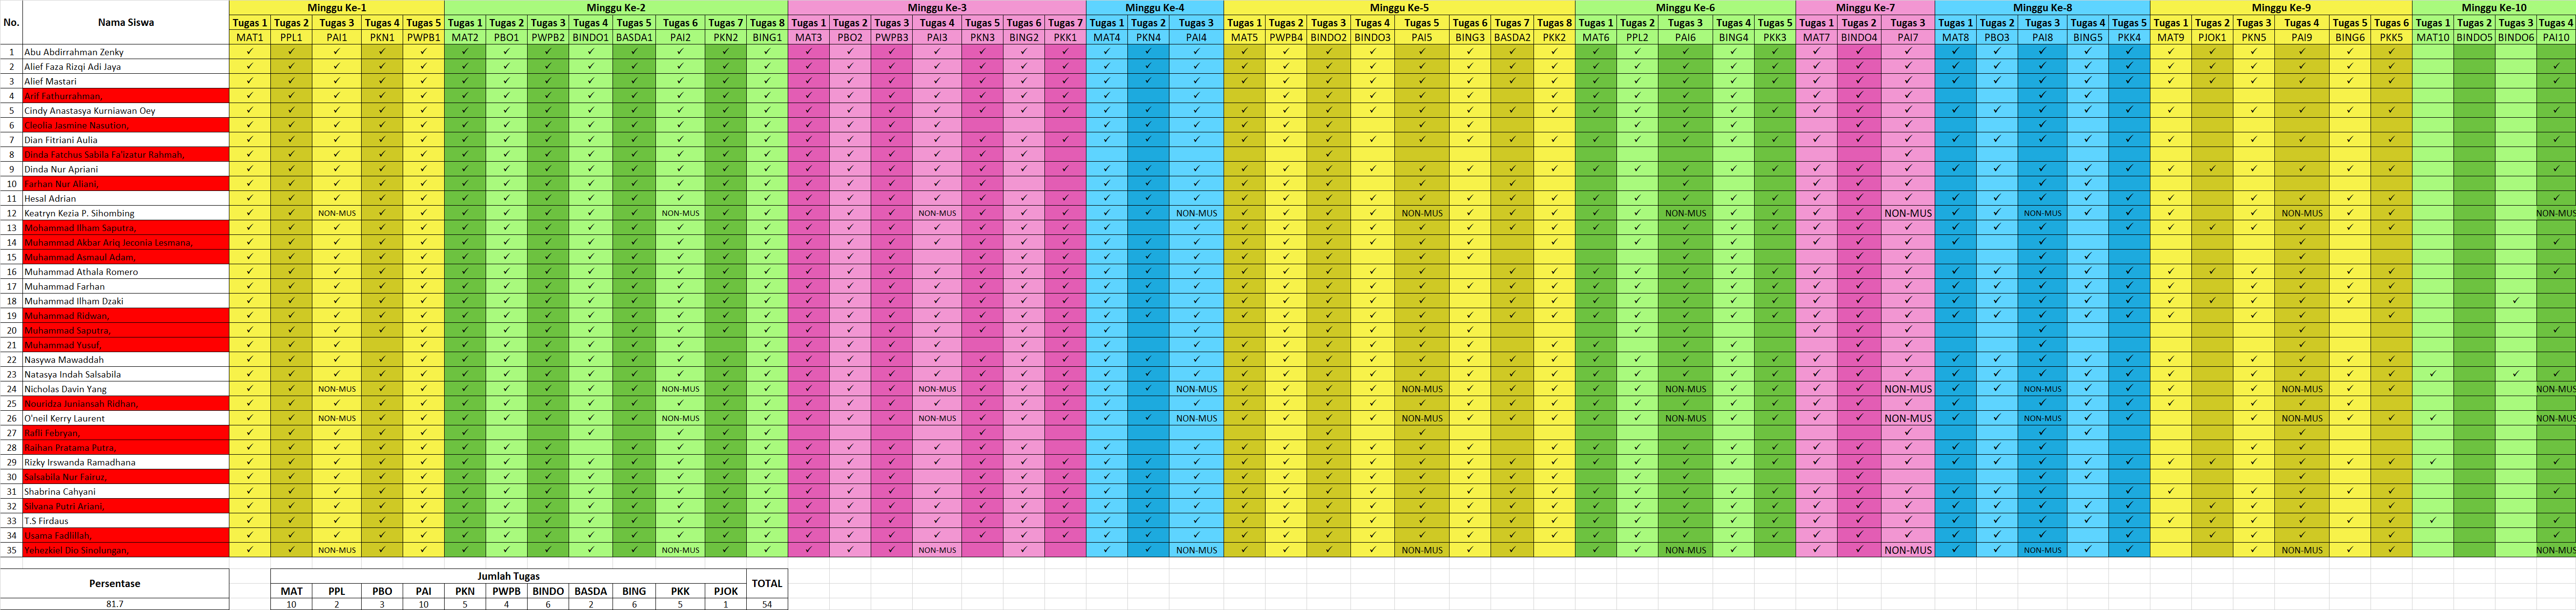 No. Nama Siswa Minggu Ke-1 Minggu Ke-2 Minggu Ke-3 Minggu Ke-4 Minggu Ke-5 Minggu Ke-6 Minggu Ke-7 Minggu Ke-8 Minggu Ke-9 Minggu Ke-10
Tugas 1 Tugas 2 Tugas 3 Tugas 4 Tugas 5 Tugas 1 Tugas 2 Tugas 3 Tugas 4 Tugas 5 Tugas 6 Tugas 7 Tugas 8 Tugas 1 Tugas 2 Tugas 3 Tugas 4 Tugas 5 Tugas 6 Tugas 7 Tugas 1 Tugas 2 Tugas 3 Tugas 1 Tugas 2 Tugas 3 Tugas 4 Tugas 5 Tugas 6 Tugas 7 Tugas 8 Tugas 1 Tugas 2 Tugas 3 Tugas 4 Tugas 5 Tugas 1 Tugas 2 Tugas 3 Tugas 1 Tugas 2 Tugas 3 Tugas 4 Tugas 5 Tugas 1 Tugas 2 Tugas 3 Tugas 4 Tugas 5 Tugas 6 Tugas 1 Tugas 2 Tugas 3 Tugas 4
MAT1 PPL1 PAI1 PKN1 PWPB1 MAT2 PBO1 PWPB2 BINDO1 BASDA1 PAI2 PKN2 BING1 MAT3 PBO2 PWPB3 PAI3 PKN3 BING2 PKK1 MAT4 PKN4 PAI4 MAT5 PWPB4 BINDO2 BINDO3 PAI5 BING3 BASDA2 PKK2 MAT6 PPL2 PAI6 BING4 PKK3 MAT7 BINDO4 PAI7 MAT8 PBO3 PAI8 BING5 PKK4 MAT9 PJOK1 PKN5 PAI9 BING6 PKK5 MAT10 BINDO5 BINDO6 PAI10
1 Abu Abdirrahman Zenky
2 Alief Faza Rizqi Adi Jaya
3 Alief Mastari
4 Arif Fathurrahman,
5 Cindy Anastasya Kurniawan Oey
6 Cleolia Jasmine Nasution,
7 Dian Fitriani Aulia
8 Dinda Fatchus Sabila Fa'izatur Rahmah,
9 Dinda Nur Apriani
10 Farhan Nur Aliani,
11 Hesal Adrian
12 Keatryn Kezia P. Sihombing NON-MUS NON-MUS NON-MUS NON-MUS NON-MUS NON-MUS NON-MUS NON-MUS NON-MUS NON-MUS
13 Mohammad Ilham Saputra,
14 Muhammad Akbar Ariq Jeconia Lesmana,
15 Muhammad Asmaul Adam,
16 Muhammad Athala Romero
17 Muhammad Farhan
18 Muhammad Ilham Dzaki
19 Muhammad Ridwan,
20 Muhammad Saputra,
21 Muhammad Yusuf,
22 Nasywa Mawaddah
23 Natasya Indah Salsabila
24 Nicholas Davin Yang NON-MUS NON-MUS NON-MUS NON-MUS NON-MUS NON-MUS NON-MUS NON-MUS NON-MUS NON-MUS
25 Nouridza Juniansah Ridhan,
26 O'neil Kerry Laurent NON-MUS NON-MUS NON-MUS NON-MUS NON-MUS NON-MUS NON-MUS NON-MUS NON-MUS NON-MUS
27 Raffi Febryan,
28 Raihan Pratama Putra,
29 Rizky Irswanda Ramadhana
30 Salsabila Nur Fairuz,
31 Shabrina Cahyani
32 Silvana Putri Ariani,
33 T.S Firdaus
34 Usama Fadlillah,
35 Yehezkiel Dio Sinolungan, NON-MUS NON-MUS NON-MUS NON-MUS NON-MUS NON-MUS NON-MUS NON-MUS NON-MUS NON-MUS
Persentase
81.7
Jumlah Tugas TOTAL
MAT PPL PBO PAI PKN PWPB BINDO BASDA BING PKK PJOK
10 2 3 10 5 4 6 2 6 5 1 54